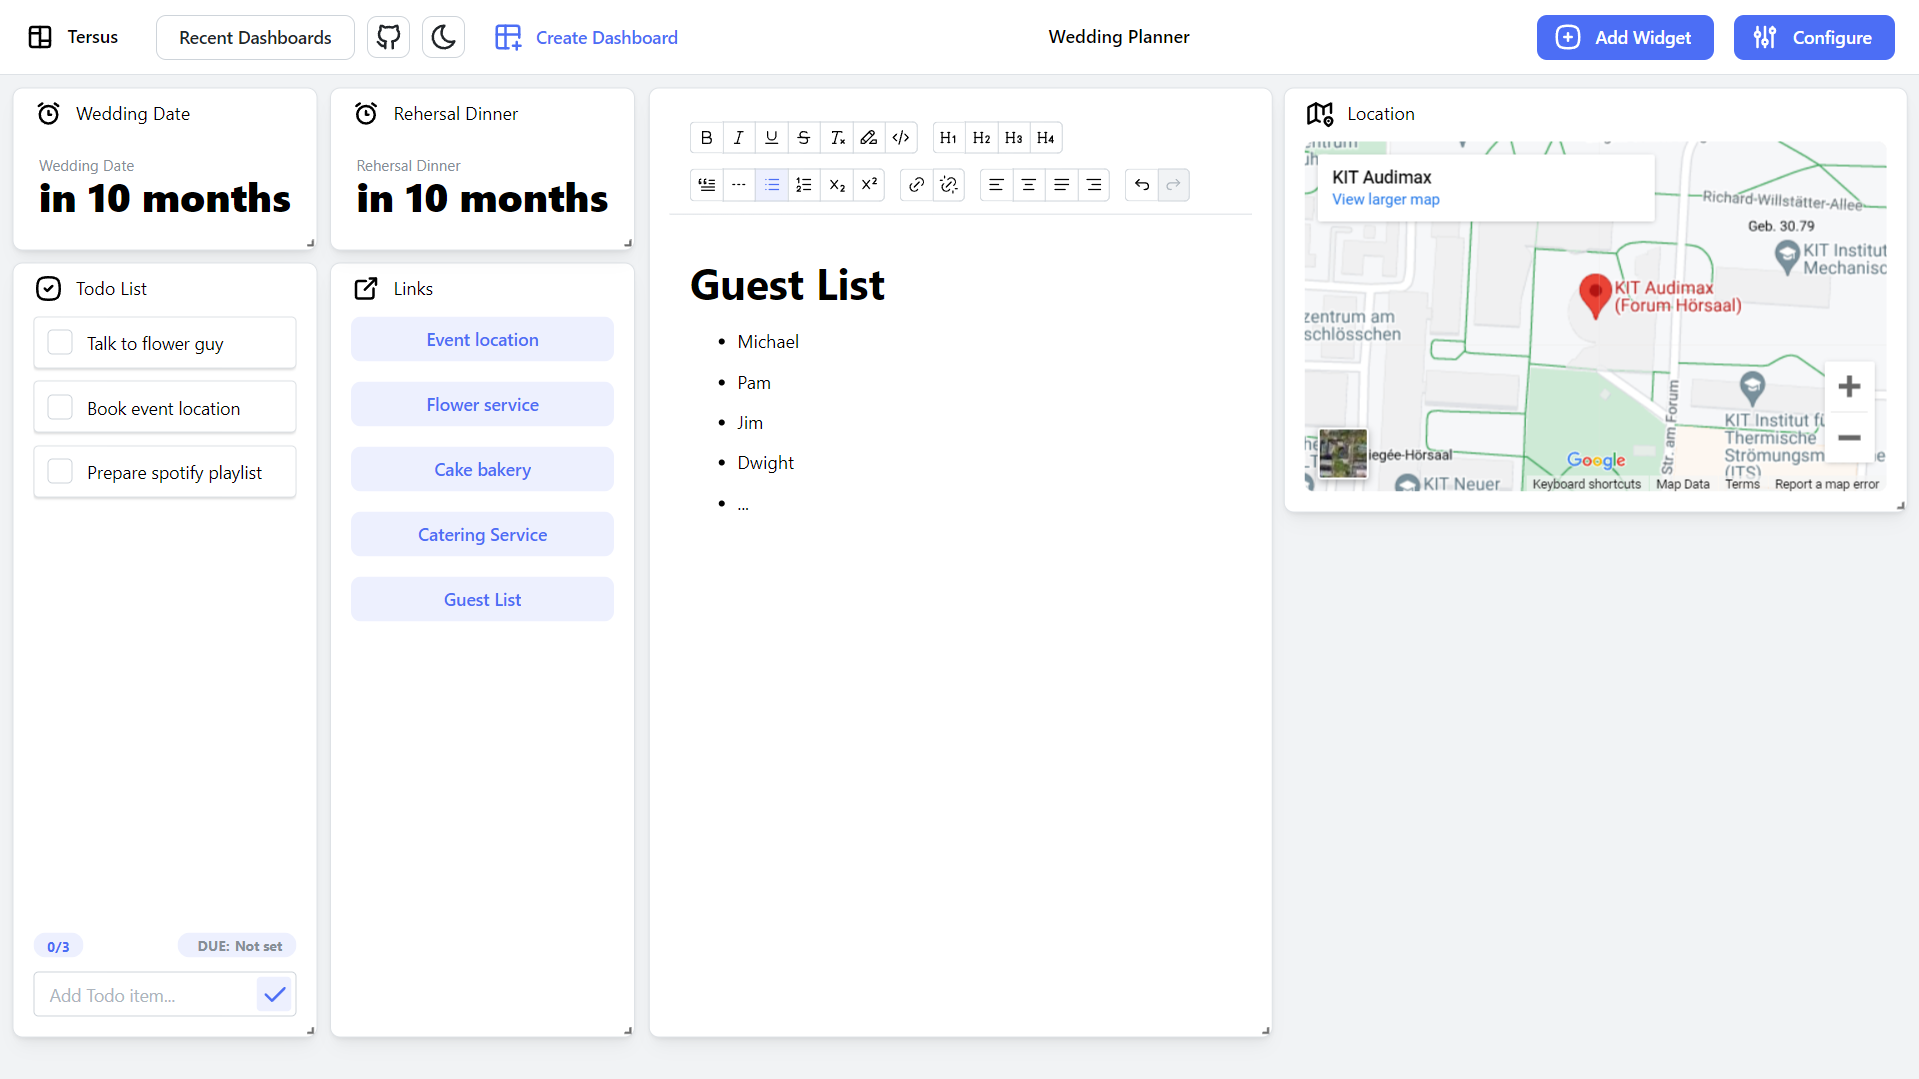 Tersus
Recent Dashboards
Create Dashboard
Wedding Planner
Add Widget
Configure
Wedding Date
Wedding Date
in 10 months
Rehersal Dinner
Rehersal Dinner
in 10 months
Todo List
Talk to flower guy
Book event location
Prepare spotify playlist
0/3
DUE: Not set
Add Todo item...
Links
Event location
Flower service
Cake bakery
Catering Service
Guest List
B I U S Tx </> H1 H2 H3 H4
X2 X2
Guest List
• Michael
• Pam
• Jim
• Dwight
• ...
Location
KIT Audimax
View larger map
Richard-Willstätter-Allee
Geb. 30.79
KIT Institut
Mechanisc
KIT Audimax
(Forum Hörsaal)
zentrum am
schlösschen
Str. am Forum
KIT Institut fü
Thermische
Strömungsm
(ITS)
iegée-Hörsaal
KIT Neuer
Google
Keyboard shortcuts
Map Data
Terms
Report a map error